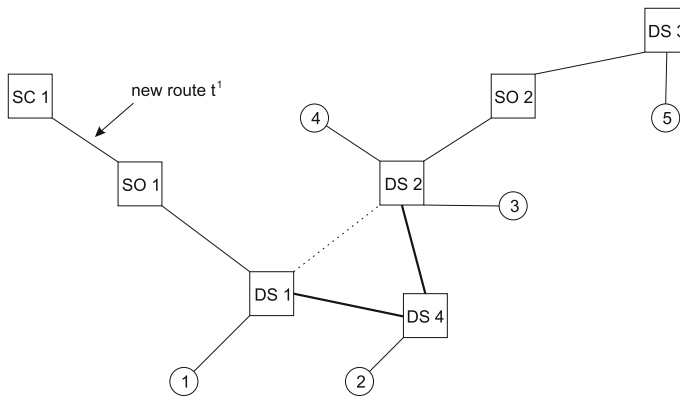 DS 3
SC 1
new route t¹
SO 2
4
5
SO 1
DS 2
3
DS 1
DS 4
1
2